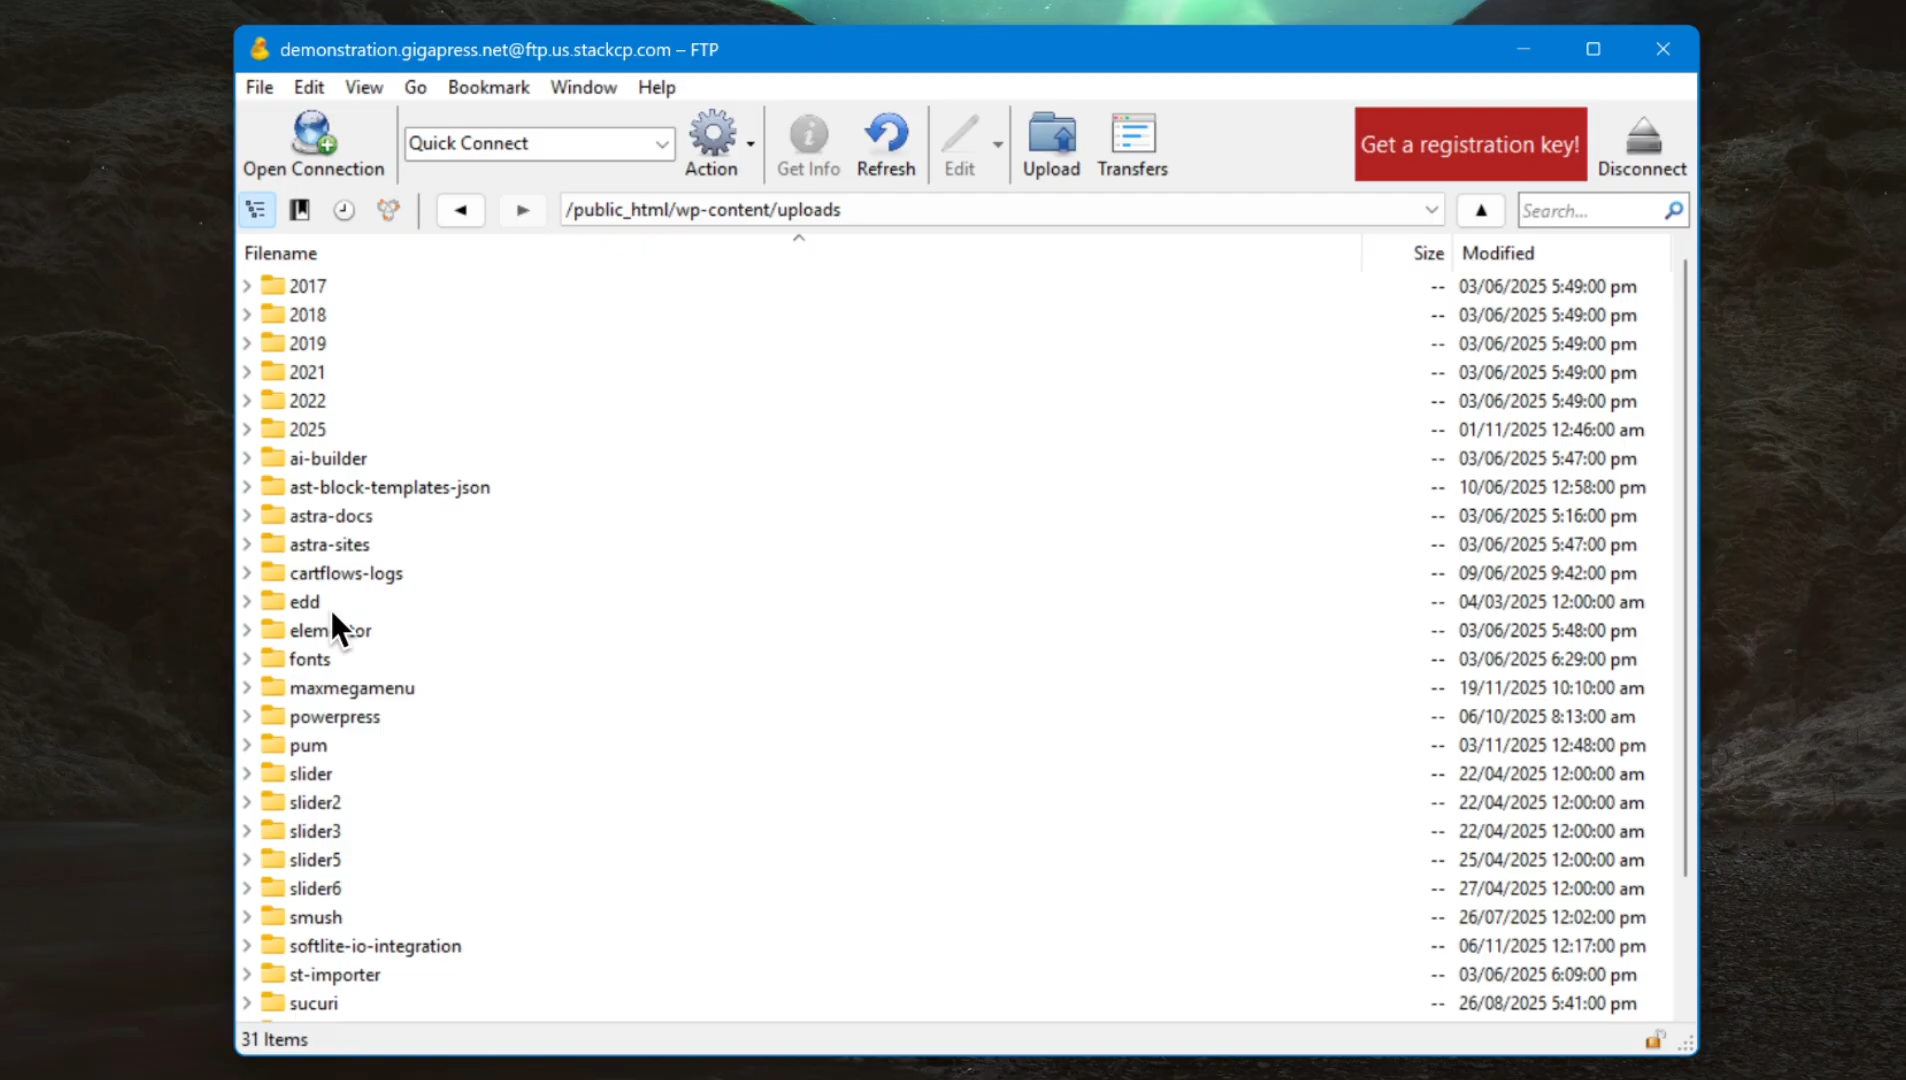 demonstration.gigapress.net@ftp.us.stackcp.com – FTP
File Edit View Go Bookmark Window Help
Open Connection
Quick Connect
Action
Get Info
Refresh
Edit
Upload
Transfers
Get a registration key!
Disconnect
/public_html/wp-content/uploads
Search...
Filename Size Modified
2017 -- 03/06/2025 5:49:00 pm
2018 -- 03/06/2025 5:49:00 pm
2019 -- 03/06/2025 5:49:00 pm
2021 -- 03/06/2025 5:49:00 pm
2022 -- 03/06/2025 5:49:00 pm
2025 -- 01/11/2025 12:46:00 am
ai-builder -- 03/06/2025 5:47:00 pm
ast-block-templates-json -- 10/06/2025 12:58:00 pm
astra-docs -- 03/06/2025 5:16:00 pm
astra-sites -- 03/06/2025 5:47:00 pm
cartflows-logs -- 09/06/2025 9:42:00 pm
edd -- 04/03/2025 12:00:00 am
elementor -- 03/06/2025 5:48:00 pm
fonts -- 03/06/2025 6:29:00 pm
maxmegamenu -- 19/11/2025 10:10:00 am
powerpress -- 06/10/2025 8:13:00 am
pum -- 03/11/2025 12:48:00 pm
slider -- 22/04/2025 12:00:00 am
slider2 -- 22/04/2025 12:00:00 am
slider3 -- 22/04/2025 12:00:00 am
slider5 -- 25/04/2025 12:00:00 am
slider6 -- 27/04/2025 12:00:00 am
smush -- 26/07/2025 12:02:00 pm
softlite-io-integration -- 06/11/2025 12:17:00 pm
st-importer -- 03/06/2025 6:09:00 pm
sucuri -- 26/08/2025 5:41:00 pm
31 Items